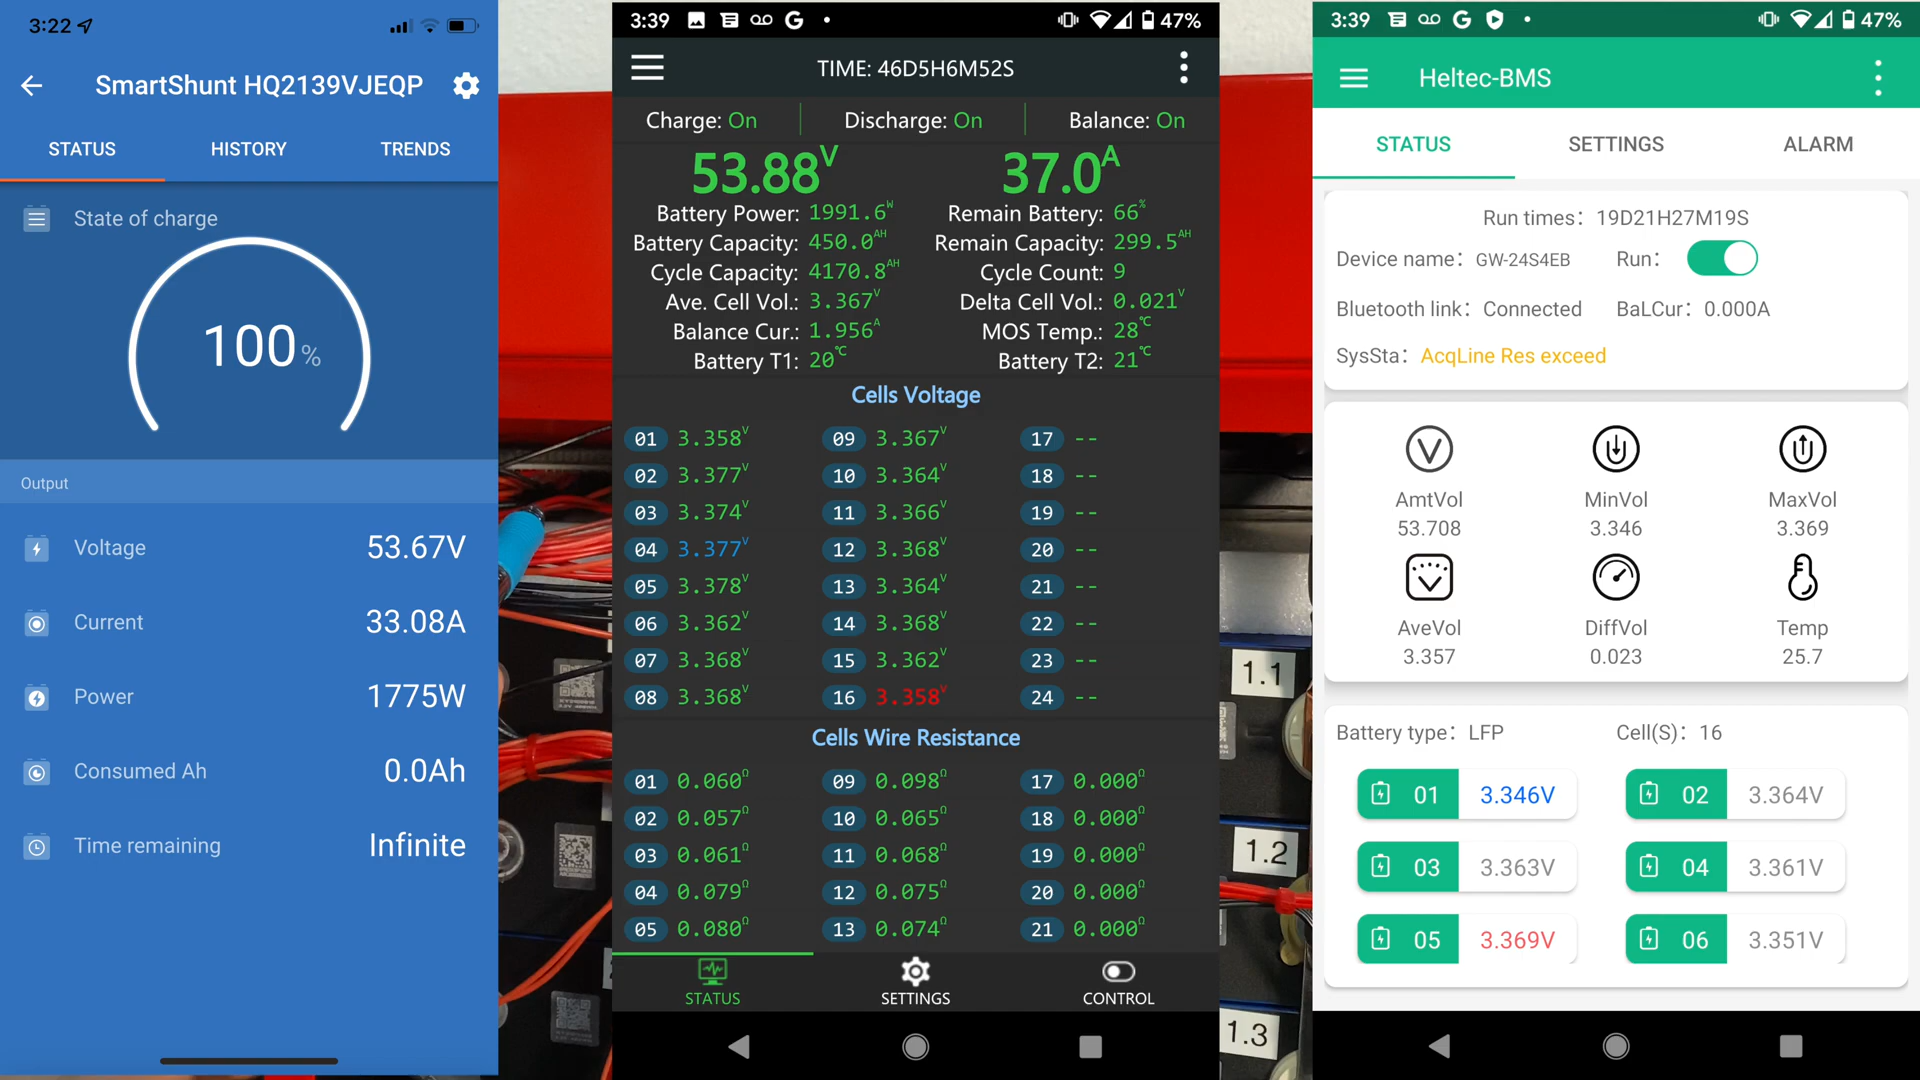 3:22
SmartShunt HQ2139VJEQP
STATUS HISTORY TRENDS
State of charge
100%
Output
Voltage 53.67V
Current 33.08A
Power 1775W
Consumed Ah 0.0Ah
Time remaining Infinite
3:39 G 47%
TIME: 46D5H6M52S
Charge: On Discharge: On Balance: On
53.88V 37.0A
Battery Power: 1991.6W Remain Battery: 66%
Battery Capacity: 450.0AH Remain Capacity: 299.5AH
Cycle Capacity: 4170.8AH Cycle Count: 9
Ave. Cell Vol.: 3.367V Delta Cell Vol.: 0.021V
Balance Cur.: 1.956A MOS Temp.: 28℃
Battery T1: 20℃ Battery T2: 21℃
Cells Voltage
01 3.358V 09 3.367V 17 --
02 3.377V 10 3.364V 18 --
03 3.374V 11 3.366V 19 --
04 3.377V 12 3.368V 20 --
05 3.378V 13 3.364V 21 --
06 3.362V 14 3.368V 22 --
07 3.368V 15 3.362V 23 --
08 3.368V 16 3.358V 24 --
Cells Wire Resistance
01 0.060Ω 09 0.098Ω 17 0.000Ω
02 0.057Ω 10 0.065Ω 18 0.000Ω
03 0.061Ω 11 0.068Ω 19 0.000Ω
04 0.079Ω 12 0.075Ω 20 0.000Ω
05 0.080Ω 13 0.074Ω 21 0.000Ω
STATUS SETTINGS CONTROL
1.1
1.2
1.3
3:39 G 47%
Heltec-BMS
STATUS SETTINGS ALARM
Run times: 19D21H27M19S
Device name: GW-24S4EB Run:
Bluetooth link: Connected BaLCur: 0.000A
SysSta: AcqLine Res exceed
V V
AmtVol MinVol MaxVol
53.708 3.346 3.369
AveVol DiffVol Temp
3.357 0.023 25.7
Battery type: LFP Cell(S): 16
01 3.346V 02 3.364V
03 3.363V 04 3.361V
05 3.369V 06 3.351V